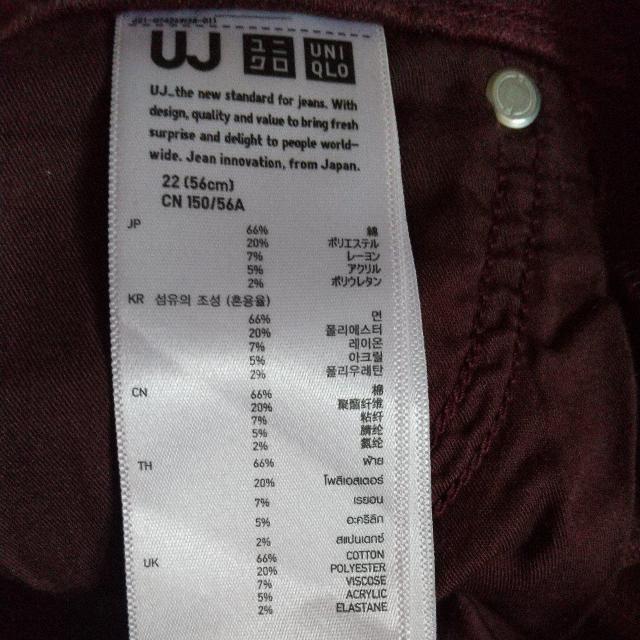 UJ ユニクロ UNIQLO
UJ...the new standard for jeans. With
design, quality and value to bring fresh
surprise and delight to people world-
wide. Jean innovation, from Japan.
22 (56cm)
CN 150/56A
JP 66% 綿
20% ポリエステル
7% レーヨン
5% アクリル
2% ポリウレタン
KR 섬유의 조성 (혼용율)
66% 면
20% 폴리에스터
7% 레이온
5% 아크릴
2% 폴리우레탄
CN 66% 棉
20% 聚酯纤维
7% 粘纤
5% 腈纶
2% 氨纶
TH 66% ฝ้าย
20% โพลีเอสเตอร์
7% เรยอน
5% อะคริลิก
2% สแปนเดกซ์
UK 66% COTTON
20% POLYESTER
7% VISCOSE
5% ACRYLIC
2% ELASTANE